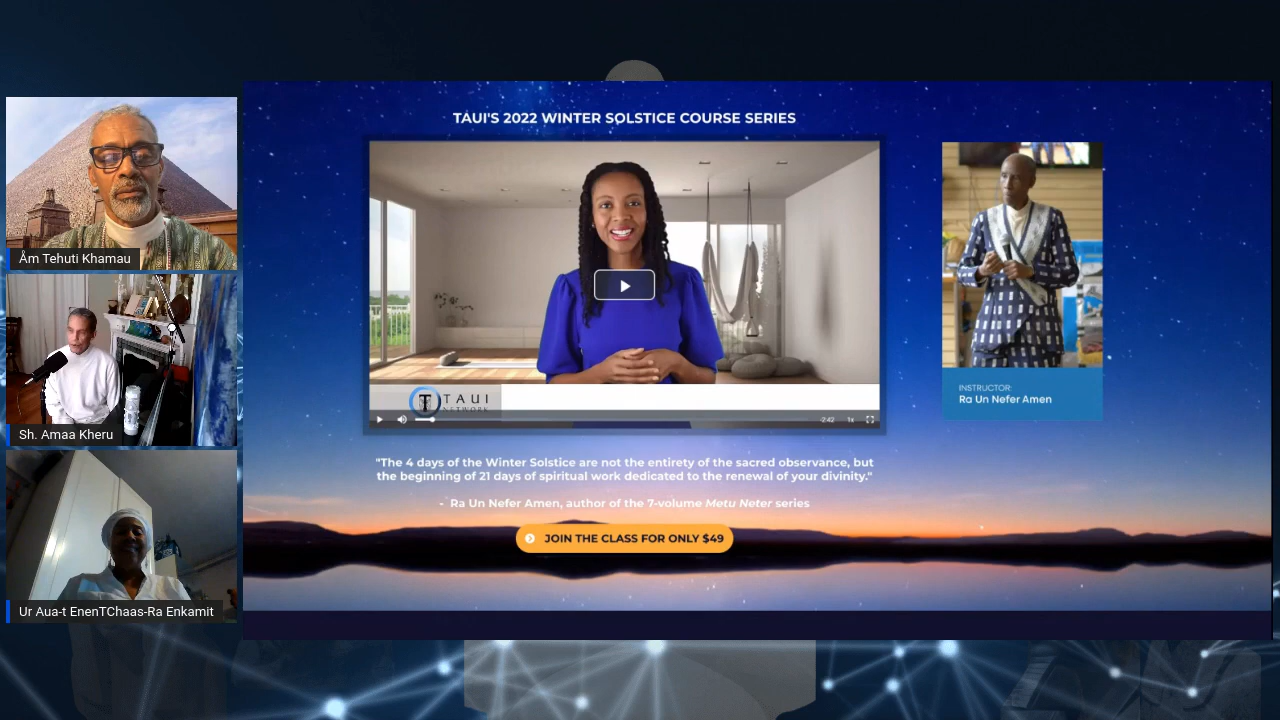 Åm Tehuti Khamau
Sh. Amaa Kheru
Ur Aua-t EnenTChaas-Ra Enkamit
TAUI'S 2022 WINTER SOLSTICE COURSE SERIES
T TAUI
NETWORK
-2:42 1x
INSTRUCTOR:
Ra Un Nefer Amen
"The 4 days of the Winter Solstice are not the entirety of the sacred observance, but
the beginning of 21 days of spiritual work dedicated to the renewal of your divinity."
- Ra Un Nefer Amen, author of the 7-volume Metu Neter series
JOIN THE CLASS FOR ONLY $49